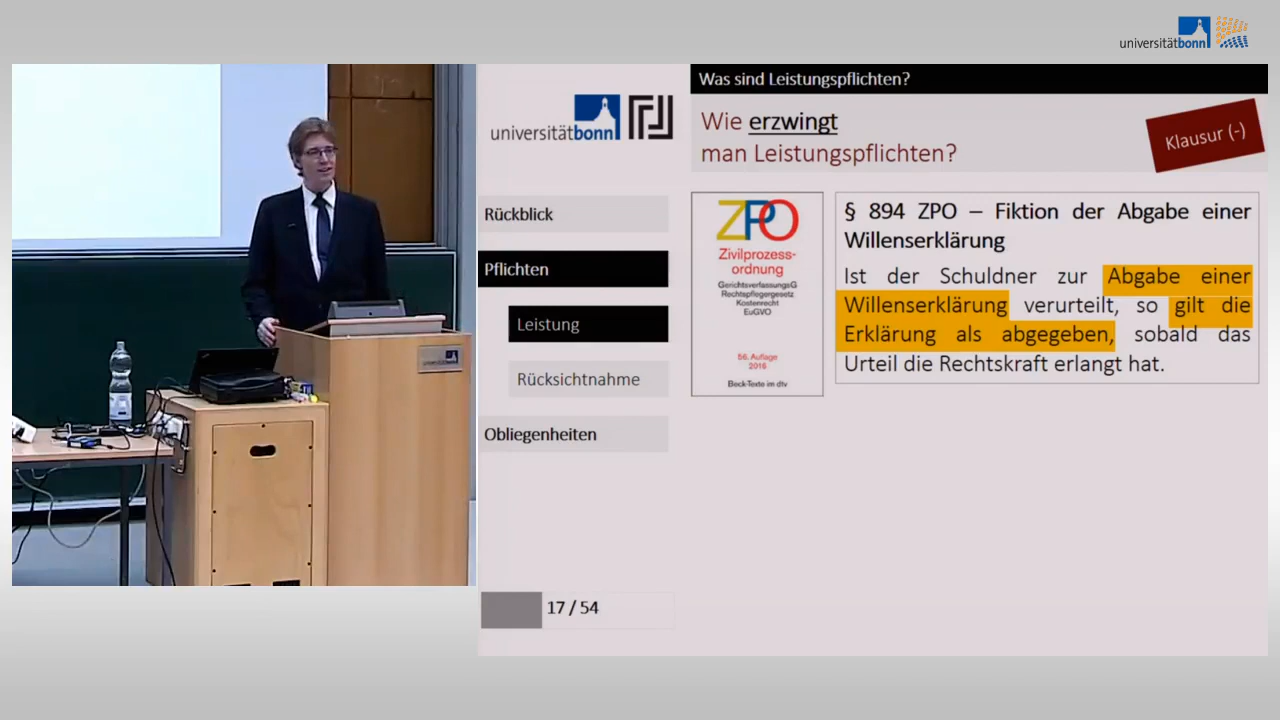 universitätbonn
Was sind Leistungspflichten?
universitätbonn
Wie erzwingt
man Leistungspflichten?
Klausur (-)
Rückblick
Pflichten
Leistung
Rücksichtnahme
Obliegenheiten
17 / 54
ZPO
Zivilprozess-
ordnung
GerichtsverfassungsG
Rechtspflegergesetz
Kostenrecht
EuGVO
56. Auflage
2016
Beck-Texte im dtv
§ 894 ZPO – Fiktion der Abgabe einer
Willenserklärung
Ist der Schuldner zur Abgabe einer
Willenserklärung verurteilt, so gilt die
Erklärung als abgegeben, sobald das
Urteil die Rechtskraft erlangt hat.